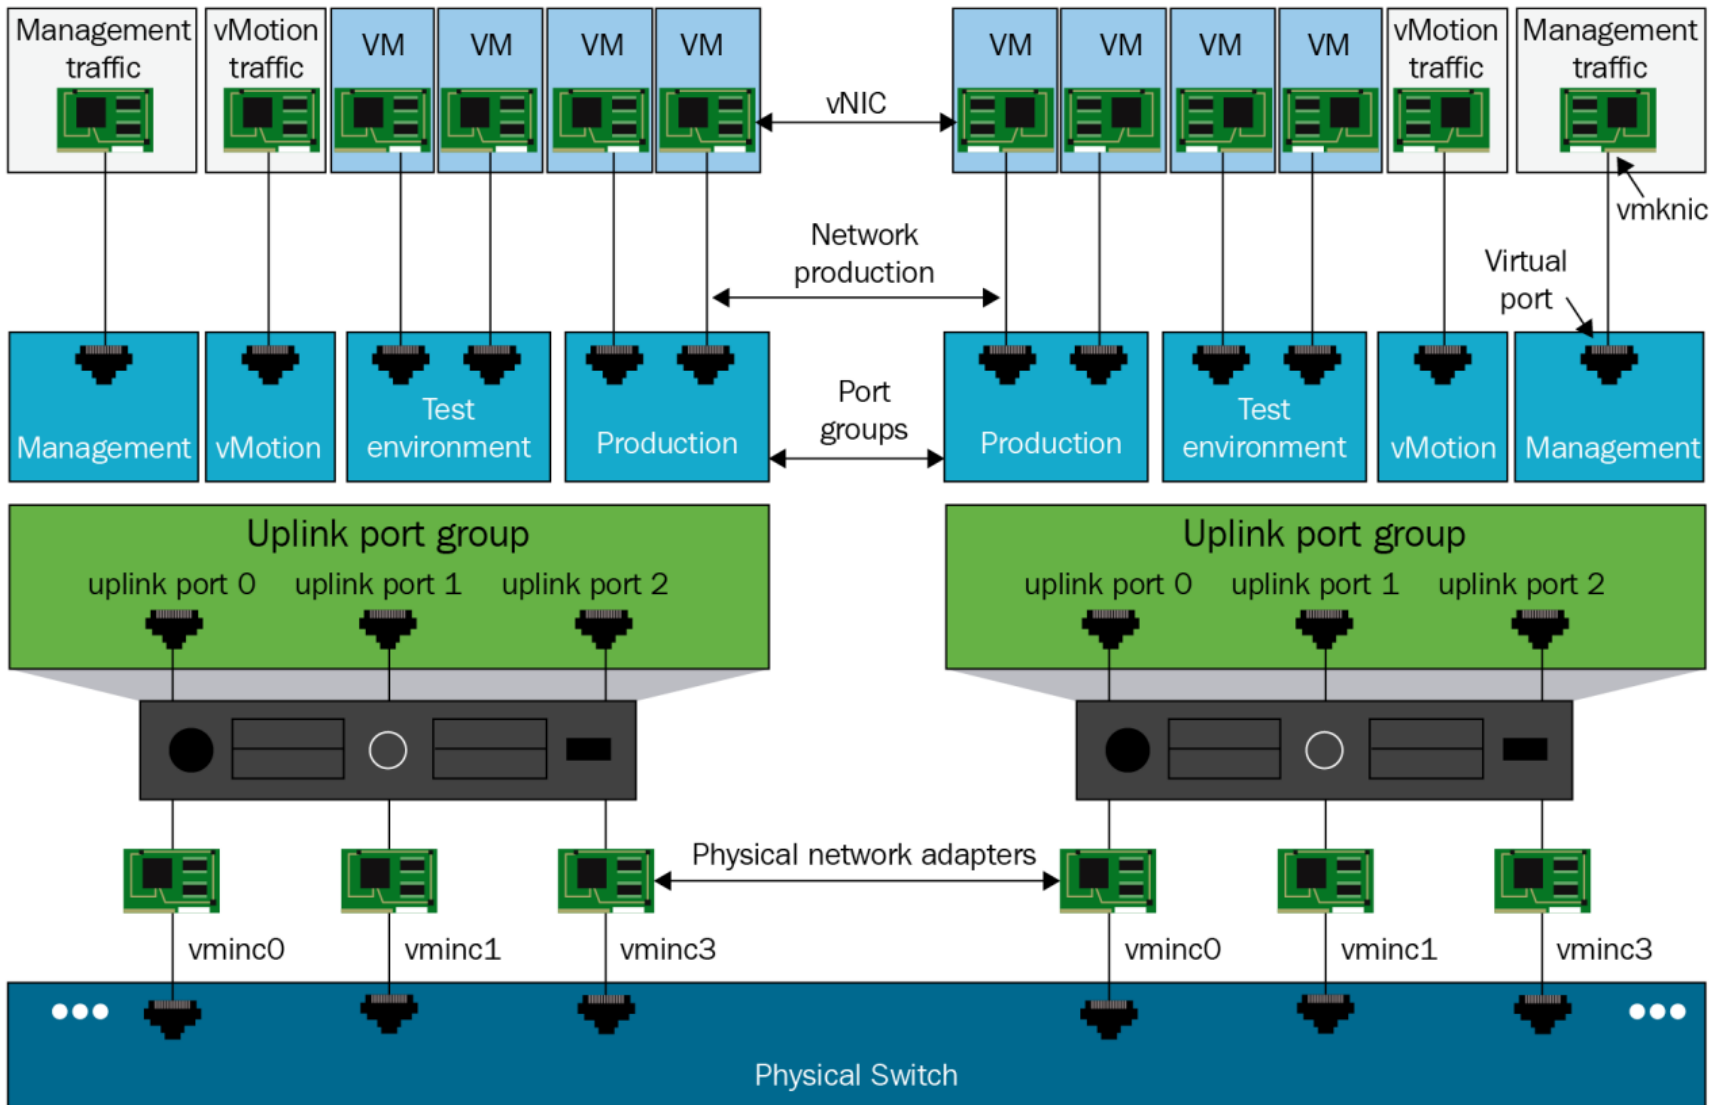 Management
traffic
vMotion
traffic
VM
VM
VM
VM
vNIC
VM
VM
VM
VM
vMotion
traffic
Management
traffic
vmknic
Network
production
Virtual
port
Management
vMotion
Test
environment
Production
Port
groups
Production
Test
environment
vMotion
Management
Uplink port group
uplink port 0
uplink port 1
uplink port 2
Uplink port group
uplink port 0
uplink port 1
uplink port 2
Physical network adapters
vminc0
vminc1
vminc3
vminc0
vminc1
vminc3
Physical Switch